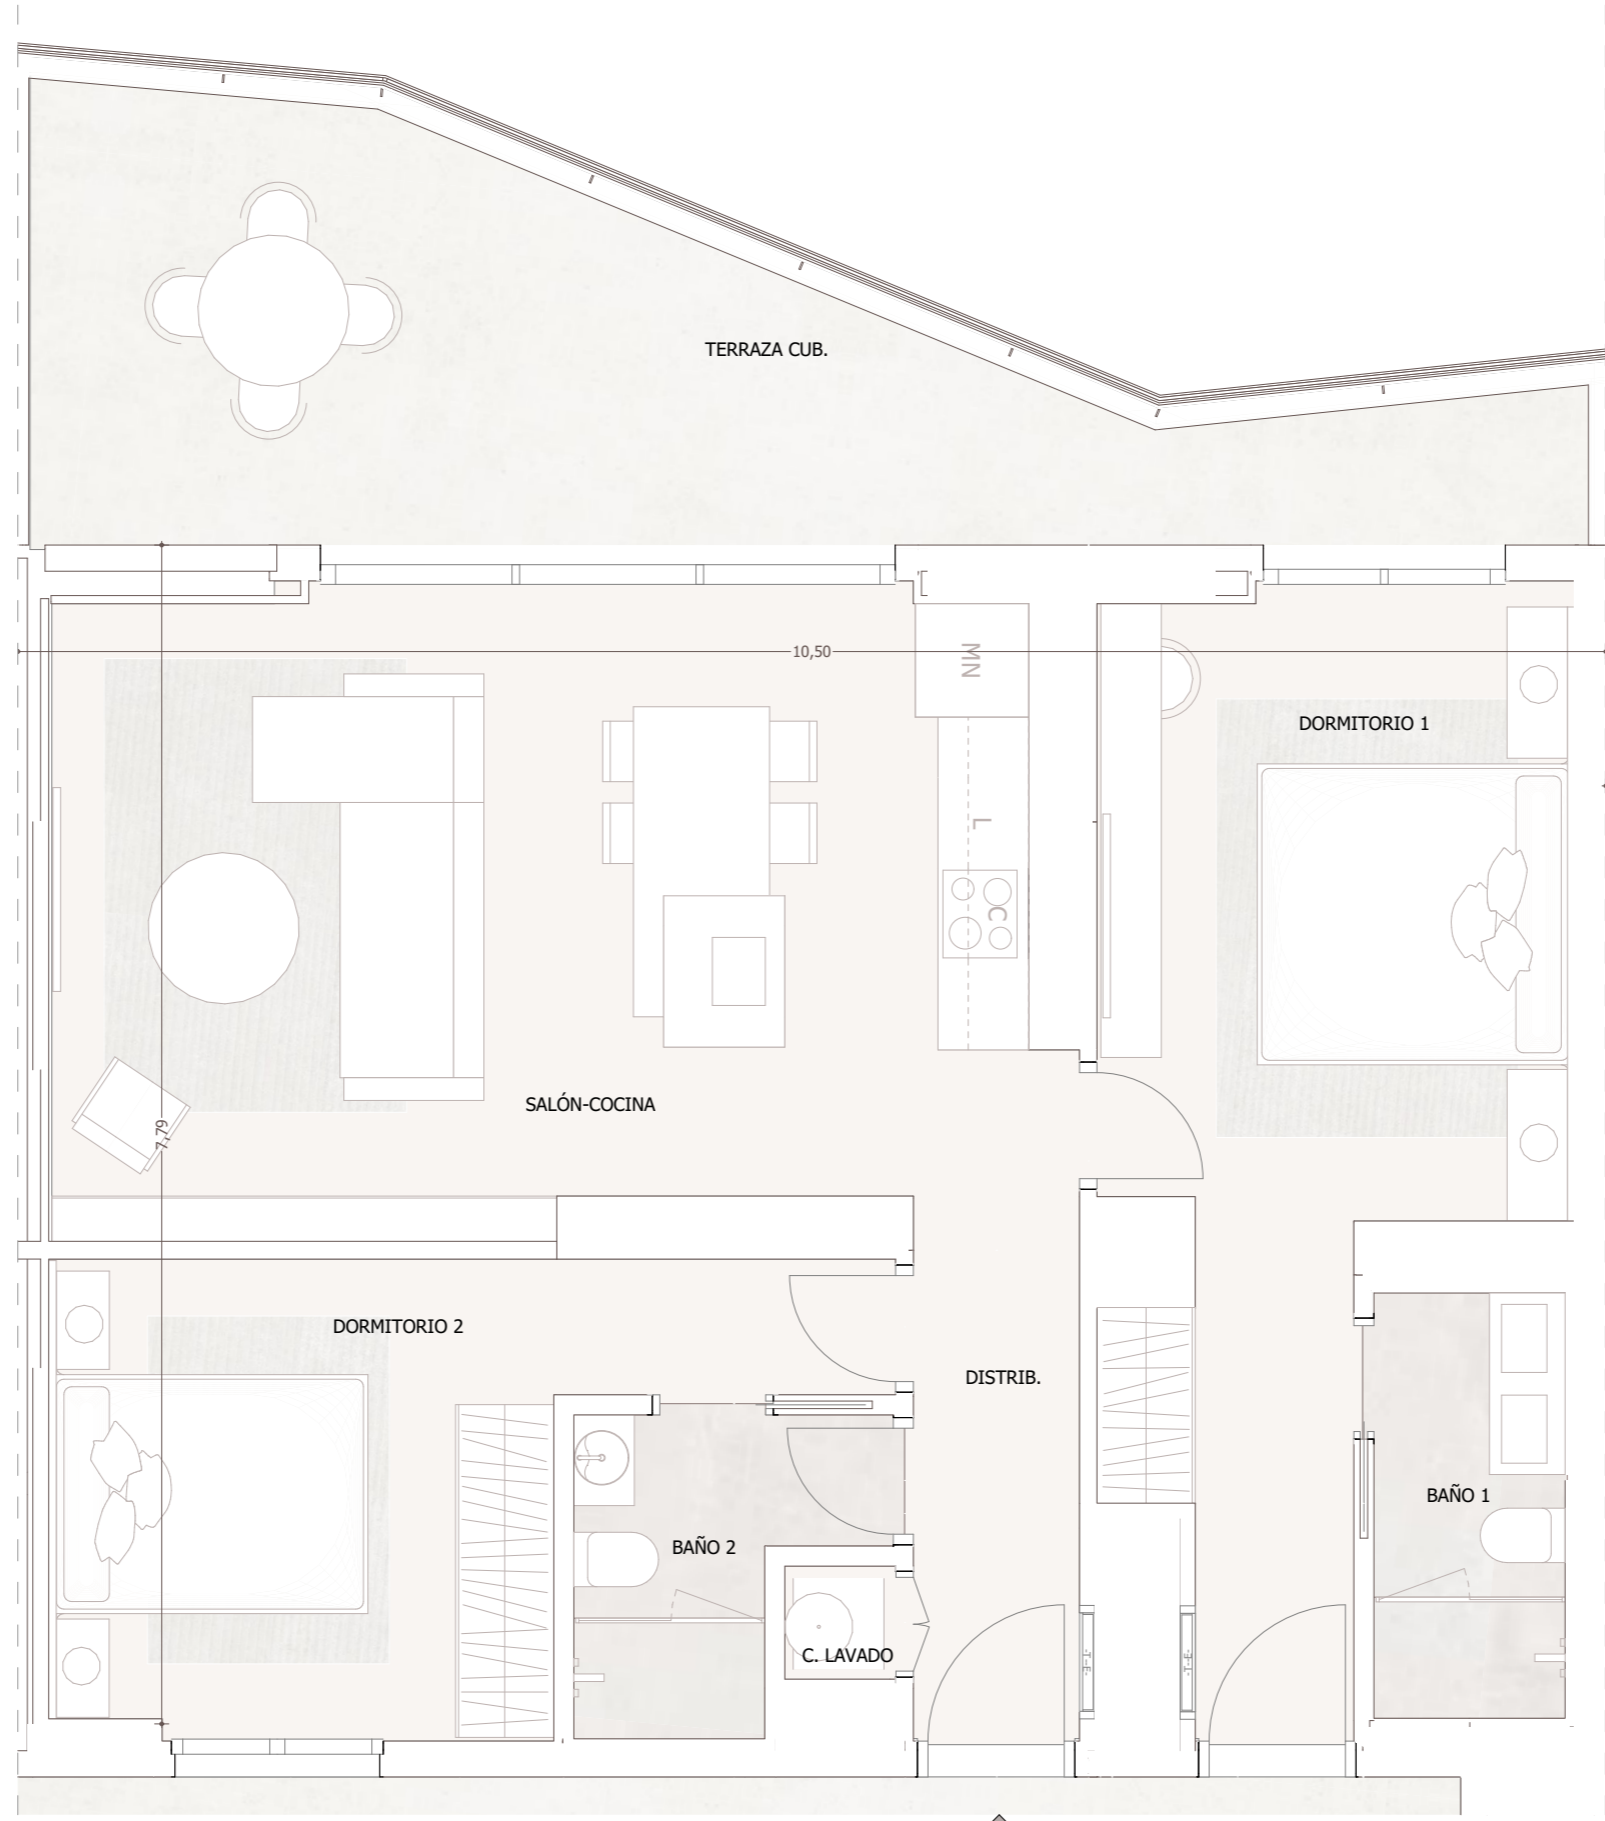 TERRAZA CUB.
10,50
MN
DORMITORIO 1
L
C
SALÓN-COCINA
7,79
DORMITORIO 2
DISTRIB.
BAÑO 1
BAÑO 2
C. LAVADO
-T-F-
-T-E-